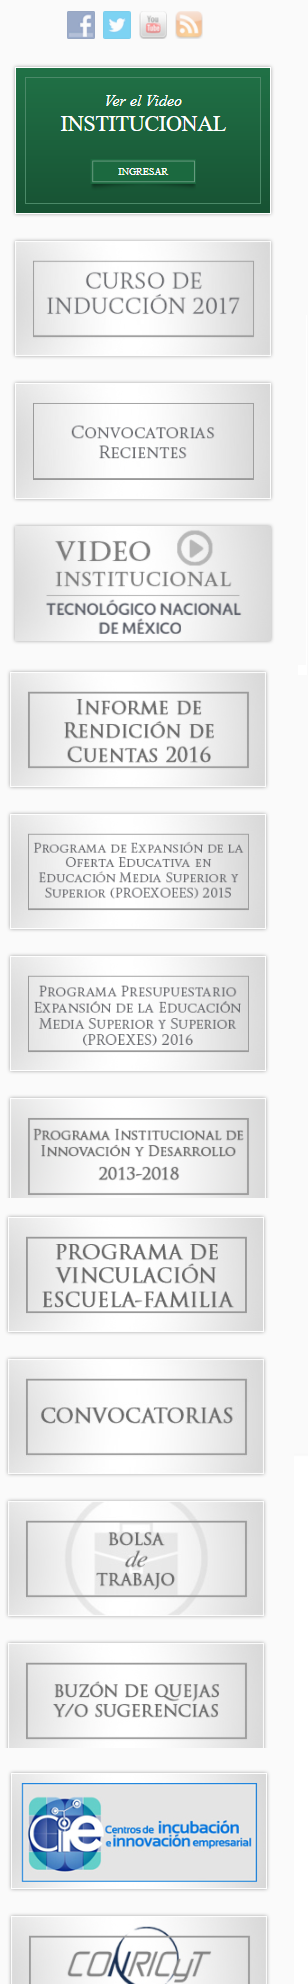 f
You
Tube
Ver el Video
INSTITUCIONAL
INGRESAR
CURSO DE
INDUCCIÓN 2017
CONVOCATORIAS
RECIENTES
VIDEO
INSTITUCIONAL
TECNOLÓGICO NACIONAL
DE MÉXICO
INFORME DE
RENDICIÓN DE
CUENTAS 2016
PROGRAMA DE EXPANSIÓN DE LA
OFERTA EDUCATIVA EN
EDUCACIÓN MEDIA SUPERIOR Y
SUPERIOR (PROEXOEES) 2015
PROGRAMA PRESUPUESTARIO
EXPANSIÓN DE LA EDUCACIÓN
MEDIA SUPERIOR Y SUPERIOR
(PROEXES) 2016
PROGRAMA INSTITUCIONAL DE
INNOVACIÓN Y DESARROLLO
2013-2018
PROGRAMA DE
VINCULACIÓN
ESCUELA-FAMILIA
CONVOCATORIAS
BOLSA
de
TRABAJO
BUZÓN DE QUEJAS
Y/O SUGERENCIAS
CIIE Centros de incubación
e innovación empresarial
CONRICyT